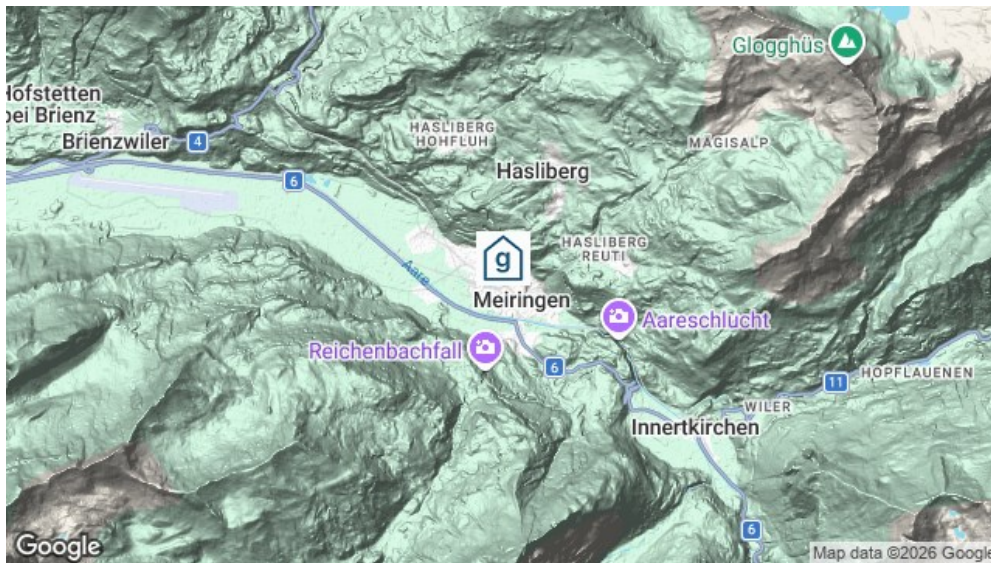 Glogghüs
Hofstetten
bei Brienz
Brienzwiler
4
HASLIBERG
HOHFLUH
MÄGISALP
Hasliberg
6
HASLIBERG
REUTI
g
Aare
Meiringen
Aareschlucht
Reichenbachfall
6
11
HOPFLAUENEN
WILER
Innertkirchen
6
Google
Map data ©2026 Google